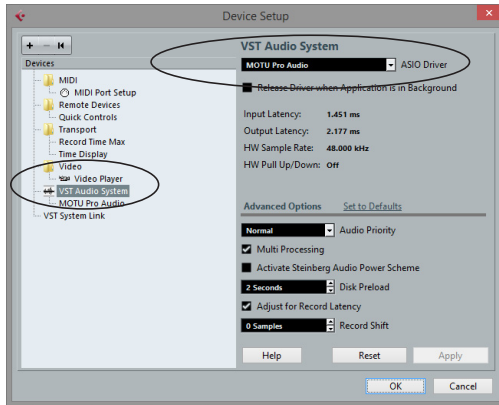 Device Setup
Devices
MIDI
MIDI Port Setup
Remote Devices
Quick Controls
Transport
Record Time Max
Time Display
Video
Video Player
VST Audio System
MOTU Pro Audio
VST System Link
VST Audio System
MOTU Pro Audio ASIO Driver
Release Driver when Application is in Background
Input Latency: 1.451 ms
Output Latency: 2.177 ms
HW Sample Rate: 48.000 kHz
HW Pull Up/Down: Off
Advanced Options Set to Defaults
Normal Audio Priority
Multi Processing
Activate Steinberg Audio Power Scheme
2 Seconds Disk Preload
Adjust for Record Latency
0 Samples Record Shift
Help Reset Apply
OK Cancel